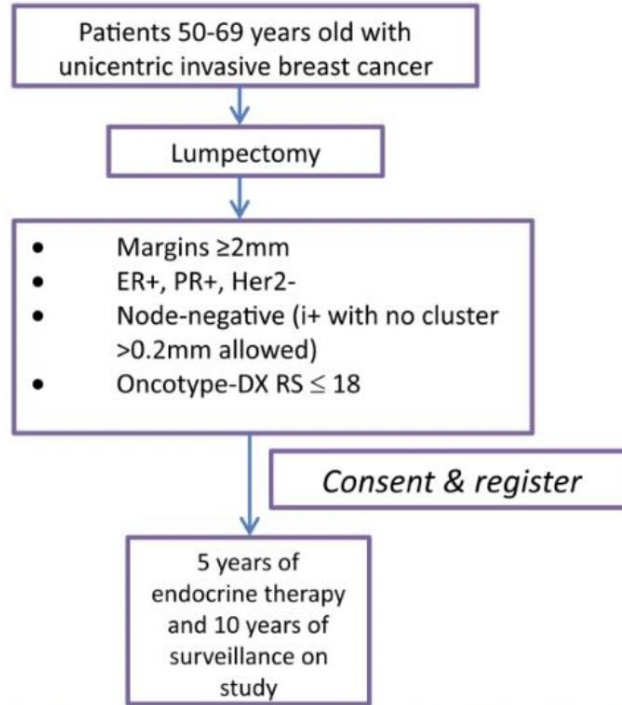 Patients 50-69 years old with
unicentric invasive breast cancer
Lumpectomy
• Margins ≥2mm
• ER+, PR+, Her2-
• Node-negative (i+ with no cluster
>0.2mm allowed)
• Oncotype-DX RS ≤ 18
Consent & register
5 years of
endocrine therapy
and 10 years of
surveillance on
study